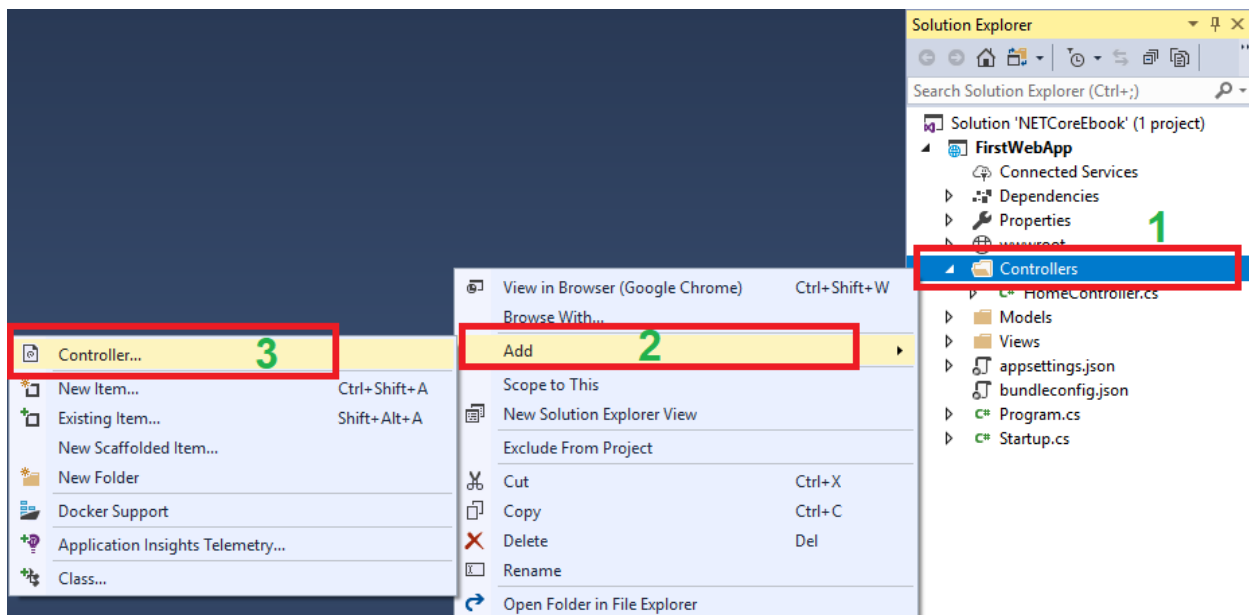 Solution Explorer
Search Solution Explorer (Ctrl+;)
Solution 'NETCoreEbook' (1 project)
FirstWebApp
Connected Services
Dependencies
Properties
1
wwwroot
Controllers
C# HomeController.cs
Models
Views
appsettings.json
bundleconfig.json
C# Program.cs
C# Startup.cs
View in Browser (Google Chrome) Ctrl+Shift+W
Browse With...
Add 2
Scope to This
New Solution Explorer View
Exclude From Project
Cut Ctrl+X
Copy Ctrl+C
Delete Del
Rename
Open Folder in File Explorer
Controller... 3
New Item... Ctrl+Shift+A
Existing Item... Shift+Alt+A
New Scaffolded Item...
New Folder
Docker Support
Application Insights Telemetry...
Class...